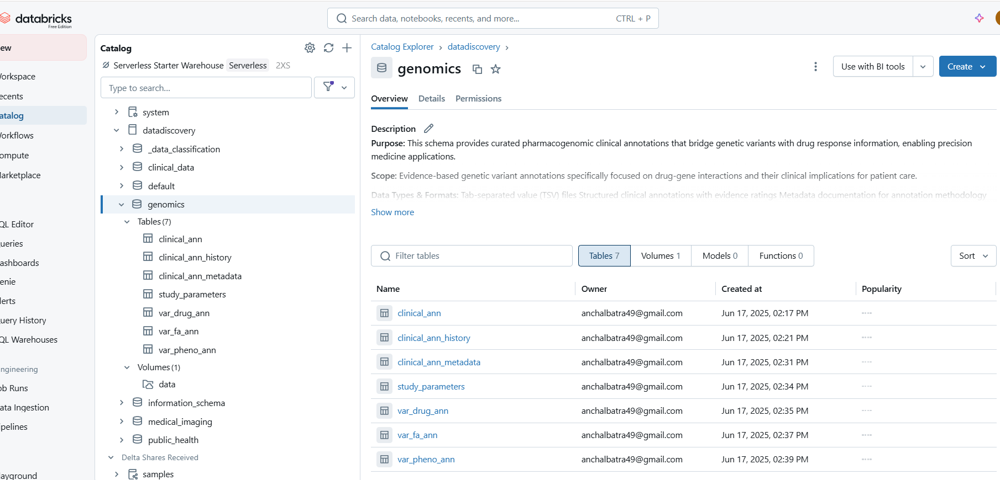 databricks
Free Edition
Search data, notebooks, recents, and more...
CTRL + P
ew
orkspace
ecents
atalog
orkflows
ompute
arketplace
QL Editor
ueries
ashboards
enie
lerts
uery History
QL Warehouses
ngineering
ob Runs
ata Ingestion
ipelines
layground
Catalog
Serverless Starter Warehouse Serverless 2XS
Type to search...
system
datadiscovery
_data_classification
clinical_data
default
genomics
Tables (7)
clinical_ann
clinical_ann_history
clinical_ann_metadata
study_parameters
var_drug_ann
var_fa_ann
var_pheno_ann
Volumes (1)
data
information_schema
medical_imaging
public_health
Delta Shares Received
samples
Catalog Explorer › datadiscovery ›
genomics
Use with BI tools
Create
Overview Details Permissions
Description
Purpose: This schema provides curated pharmacogenomic clinical annotations that bridge genetic variants with drug response information, enabling precision
medicine applications.
Scope: Evidence-based genetic variant annotations specifically focused on drug-gene interactions and their clinical implications for patient care.
Data Types & Formats: Tab-separated value (TSV) files Structured clinical annotations with evidence ratings Metadata documentation for annotation methodology
Show more
Filter tables
Tables 7 Volumes 1 Models 0 Functions 0
Sort
Name Owner Created at Popularity
clinical_ann anchalbatra49@gmail.com Jun 17, 2025, 02:17 PM
clinical_ann_history anchalbatra49@gmail.com Jun 17, 2025, 02:21 PM
clinical_ann_metadata anchalbatra49@gmail.com Jun 17, 2025, 02:31 PM
study_parameters anchalbatra49@gmail.com Jun 17, 2025, 02:34 PM
var_drug_ann anchalbatra49@gmail.com Jun 17, 2025, 02:35 PM
var_fa_ann anchalbatra49@gmail.com Jun 17, 2025, 02:37 PM
var_pheno_ann anchalbatra49@gmail.com Jun 17, 2025, 02:39 PM